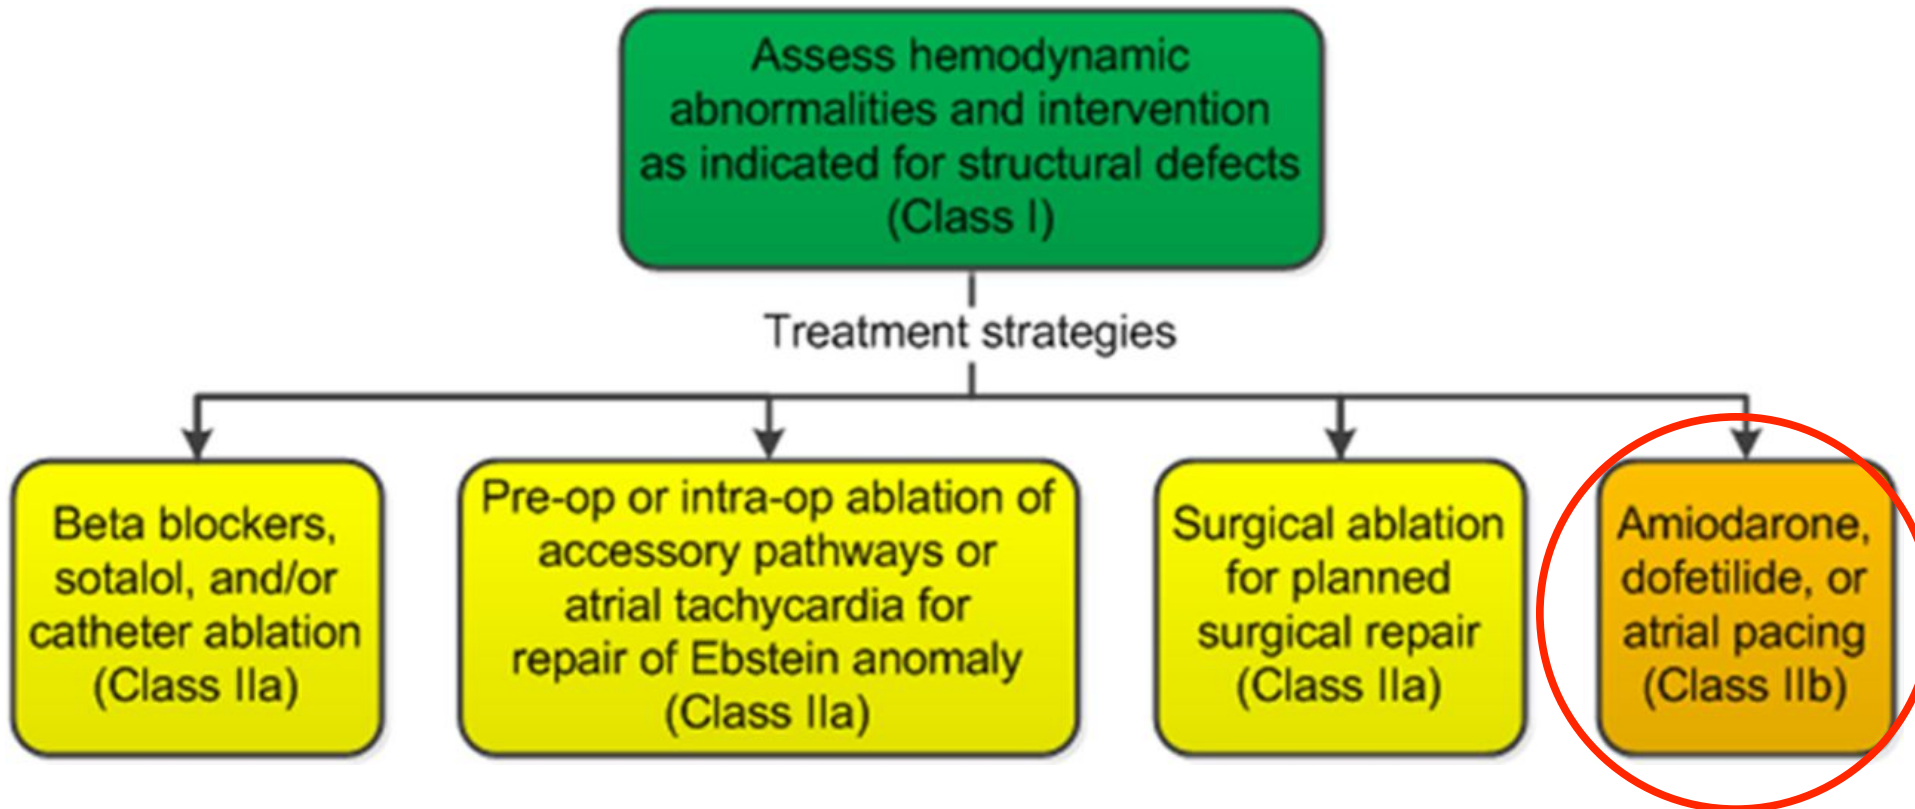 Assess hemodynamic
abnormalities and intervention
as indicated for structural defects
(Class I)
Treatment strategies
Beta blockers,
sotalol, and/or
catheter ablation
(Class IIa)
Pre-op or intra-op ablation of
accessory pathways or
atrial tachycardia for
repair of Ebstein anomaly
(Class IIa)
Surgical ablation
for planned
surgical repair
(Class IIa)
Amiodarone,
dofetilide, or
atrial pacing
(Class IIb)